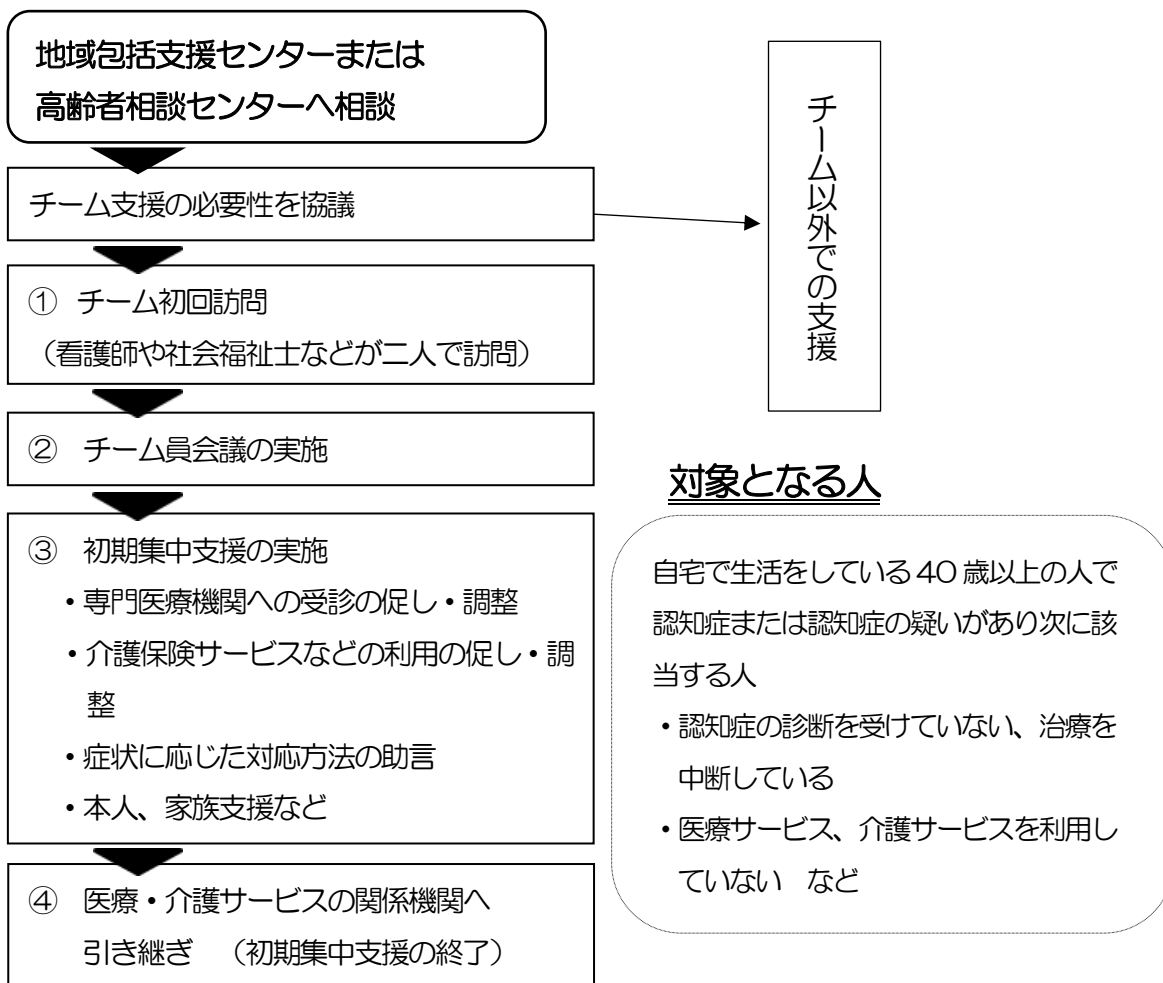 地域包括支援センターまたは
高齢者相談センターへ相談
チーム支援の必要性を協議
チーム以外での支援
① チーム初回訪問
（看護師や社会福祉士などが二人で訪問）
② チーム員会議の実施
③ 初期集中支援の実施
・専門医療機関への受診の促し・調整
・介護保険サービスなどの利用の促し・調
整
・症状に応じた対応方法の助言
・本人、家族支援など
④ 医療・介護サービスの関係機関へ
引き継ぎ （初期集中支援の終了）
対象となる人
自宅で生活をしている40歳以上の人で
認知症または認知症の疑いがあり次に該
当する人
・認知症の診断を受けていない、治療を
中断している
・医療サービス、介護サービスを利用し
ていない など